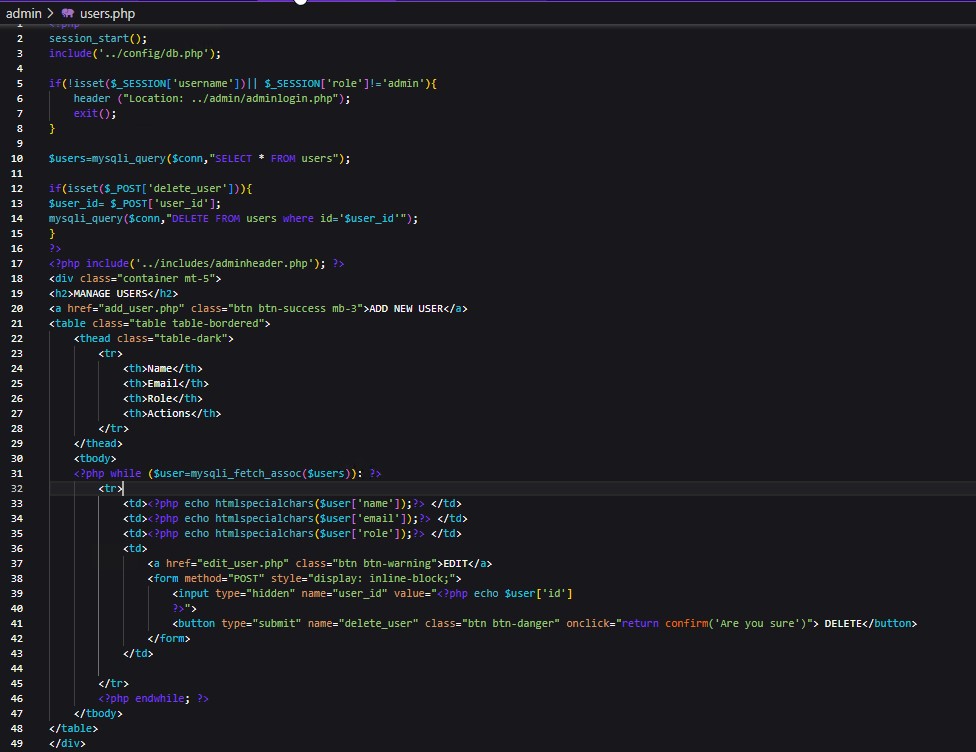 admin > users.php
1 <?php
2 session_start();
3 include('../config/db.php');
4
5 if(!isset($_SESSION['username'])|| $_SESSION['role']!='admin'){
6 header ("Location: ../admin/adminlogin.php");
7 exit();
8 }
9
10 $users=mysqli_query($conn,"SELECT * FROM users");
11
12 if(isset($_POST['delete_user'])){
13 $user_id= $_POST['user_id'];
14 mysqli_query($conn,"DELETE FROM users where id='$user_id'");
15 }
16 ?>
17 <?php include('../includes/adminheader.php'); ?>
18 <div class="container mt-5">
19 <h2>MANAGE USERS</h2>
20 <a href="add_user.php" class="btn btn-success mb-3">ADD NEW USER</a>
21 <table class="table table-bordered">
22 <thead class="table-dark">
23 <tr>
24 <th>Name</th>
25 <th>Email</th>
26 <th>Role</th>
27 <th>Actions</th>
28 </tr>
29 </thead>
30 <tbody>
31 <?php while ($user=mysqli_fetch_assoc($users)): ?>
32 <tr>
33 <td><?php echo htmlspecialchars($user['name']);?> </td>
34 <td><?php echo htmlspecialchars($user['email']);?> </td>
35 <td><?php echo htmlspecialchars($user['role']);?> </td>
36 <td>
37 <a href="edit_user.php" class="btn btn-warning">EDIT</a>
38 <form method="POST" style="display: inline-block;">
39 <input type="hidden" name="user_id" value="<?php echo $user['id']
40 ?>">
41 <button type="submit" name="delete_user" class="btn btn-danger" onclick="return confirm('Are you sure')"> DELETE</button>
42 </form>
43 </td>
44
45 </tr>
46 <?php endwhile; ?>
47 </tbody>
48 </table>
49 </div>